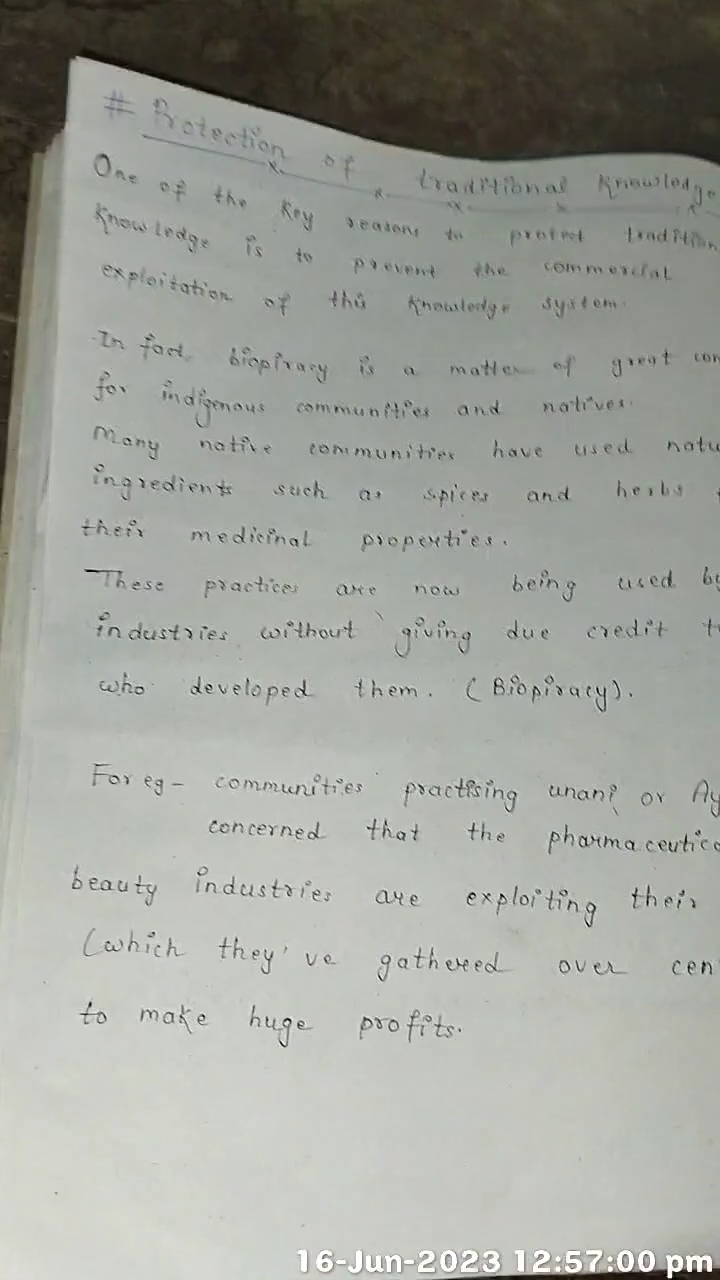 # Protection of traditional Knowledge
One of the key reasons to protect tradition
Knowledge is to prevent the commercial
exploitation of this Knowledge system.
In fact, biopiracy is a matter of great con
for indigenous communities and natives.
Many native communities have used natu
ingredients such as spices and herbs
their medicinal properties.
These practices are now being used by
industries without giving due credit t
who developed them. (Biopiracy).
For eg - communities practising unani or Ay
concerned that the pharmaceutic
beauty industries are exploiting their
(which they've gathered over cen
to make huge profits.
16-Jun-2023 12:57:00 pm